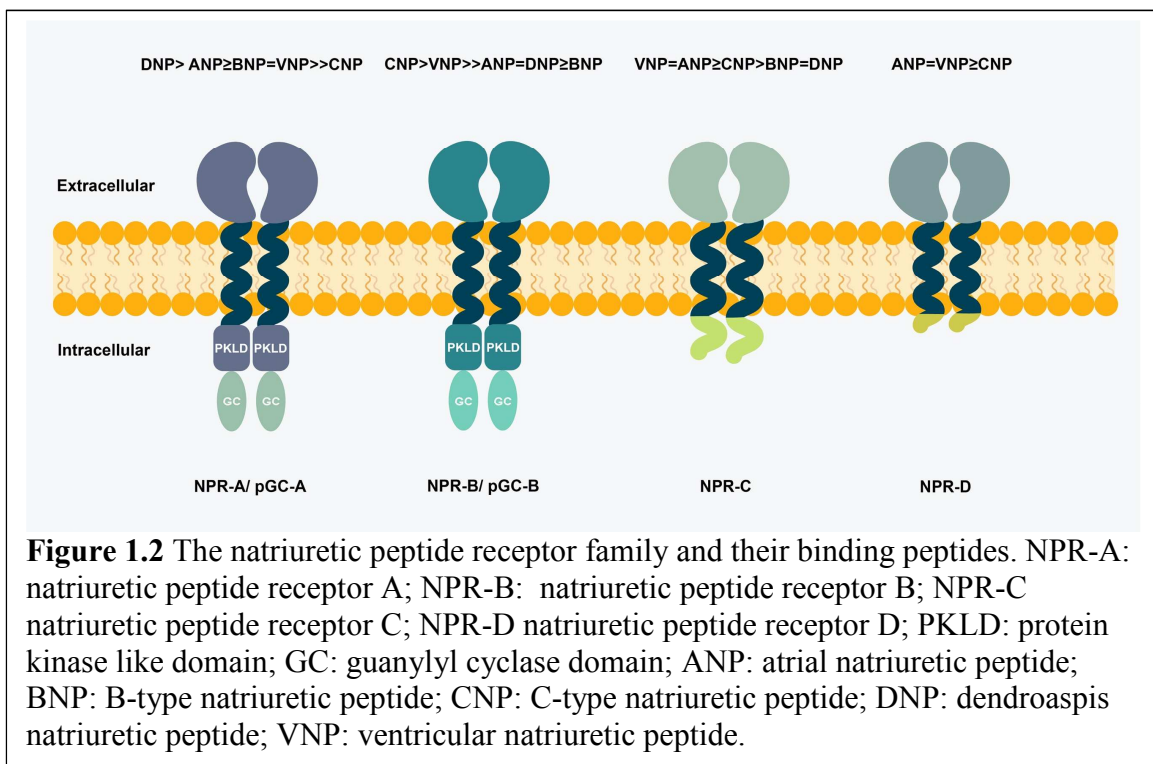 DNP> ANP≥BNP=VNP>>CNP
CNP>VNP>>ANP=DNP≥BNP
VNP=ANP≥CNP>BNP=DNP
ANP=VNP≥CNP
Extracellular
Intracellular
PKLD PKLD
PKLD PKLD
GC GC
GC GC
NPR-A/ pGC-A
NPR-B/ pGC-B
NPR-C
NPR-D
Figure 1.2 The natriuretic peptide receptor family and their binding peptides. NPR-A:
natriuretic peptide receptor A; NPR-B:  natriuretic peptide receptor B; NPR-C
natriuretic peptide receptor C; NPR-D natriuretic peptide receptor D; PKLD: protein
kinase like domain; GC: guanylyl cyclase domain; ANP: atrial natriuretic peptide;
BNP: B-type natriuretic peptide; CNP: C-type natriuretic peptide; DNP: dendroaspis
natriuretic peptide; VNP: ventricular natriuretic peptide.